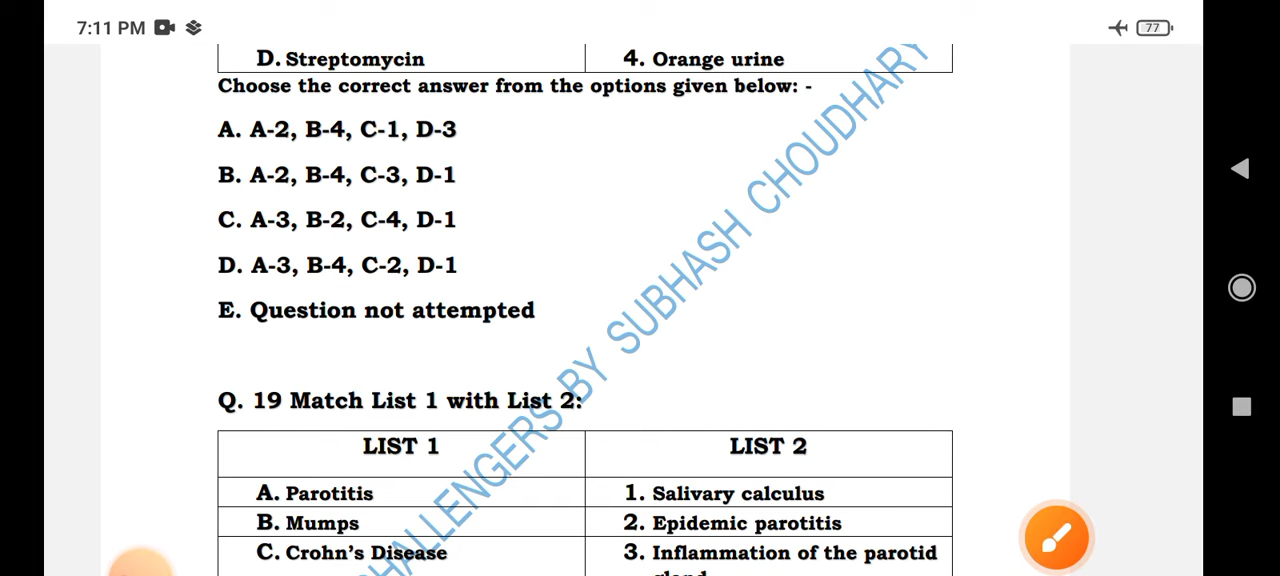 7:11 PM
77
D. Streptomycin
4. Orange urine
Choose the correct answer from the options given below: -
A. A-2, B-4, C-1, D-3
B. A-2, B-4, C-3, D-1
C. A-3, B-2, C-4, D-1
D. A-3, B-4, C-2, D-1
E. Question not attempted
Q. 19 Match List 1 with List 2:
LIST 1
LIST 2
A. Parotitis
1. Salivary calculus
B. Mumps
2. Epidemic parotitis
C. Crohn's Disease
3. Inflammation of the parotid
gland
CHALLENGERS BY SUBHASH CHOUDHARY